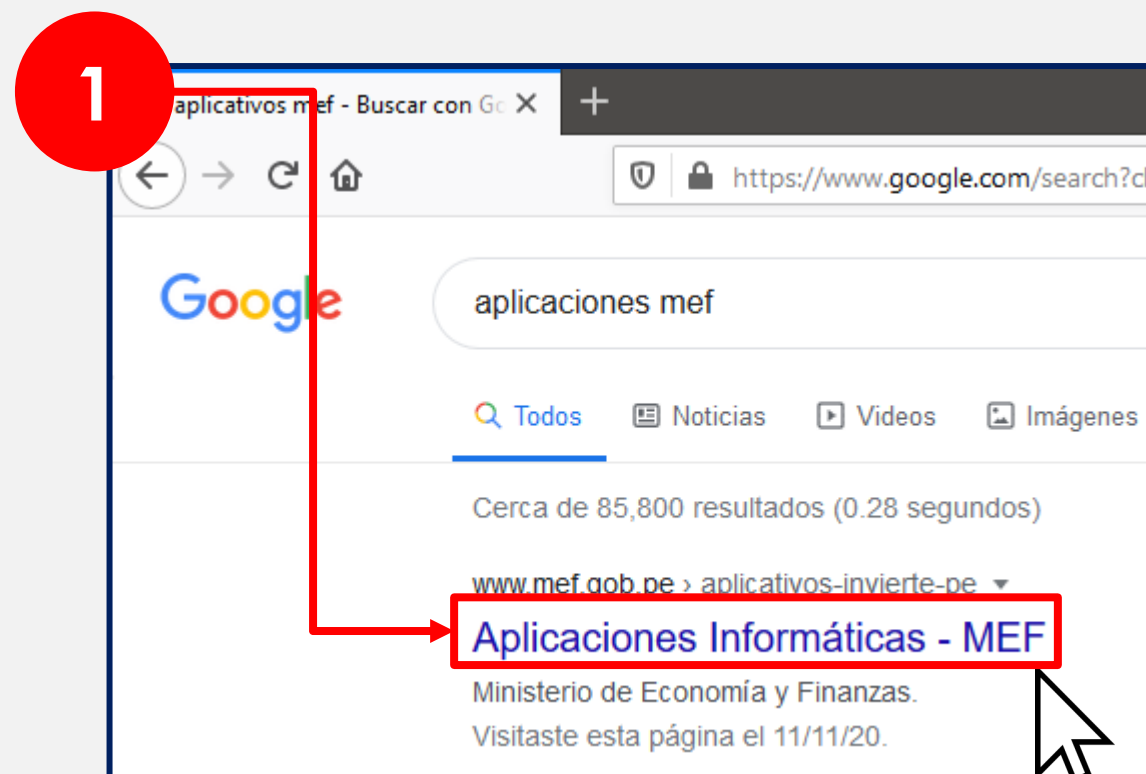 1
aplicativos mef - Buscar con Go
https://www.google.com/search?cl
Google
aplicaciones mef
Todos Noticias Videos Imágenes
Cerca de 85,800 resultados (0.28 segundos)
www.mef.gob.pe › aplicativos-invierte-pe
Aplicaciones Informáticas - MEF
Ministerio de Economía y Finanzas.
Visitaste esta página el 11/11/20.